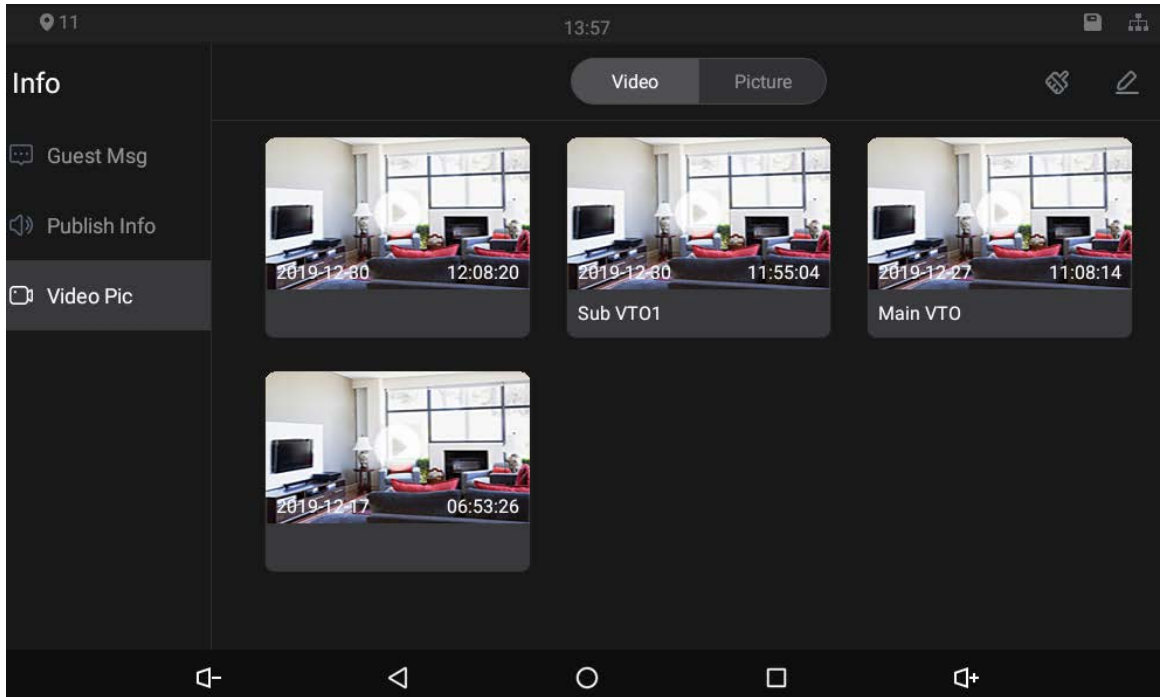 11
13:57
Info
Video
Picture
Guest Msg
Publish Info
Video Pic
2019-12-30 12:08:20
2019-12-30 11:55:04
Sub VTO1
2019-12-27 11:08:14
Main VTO
2019-12-17 06:53:26